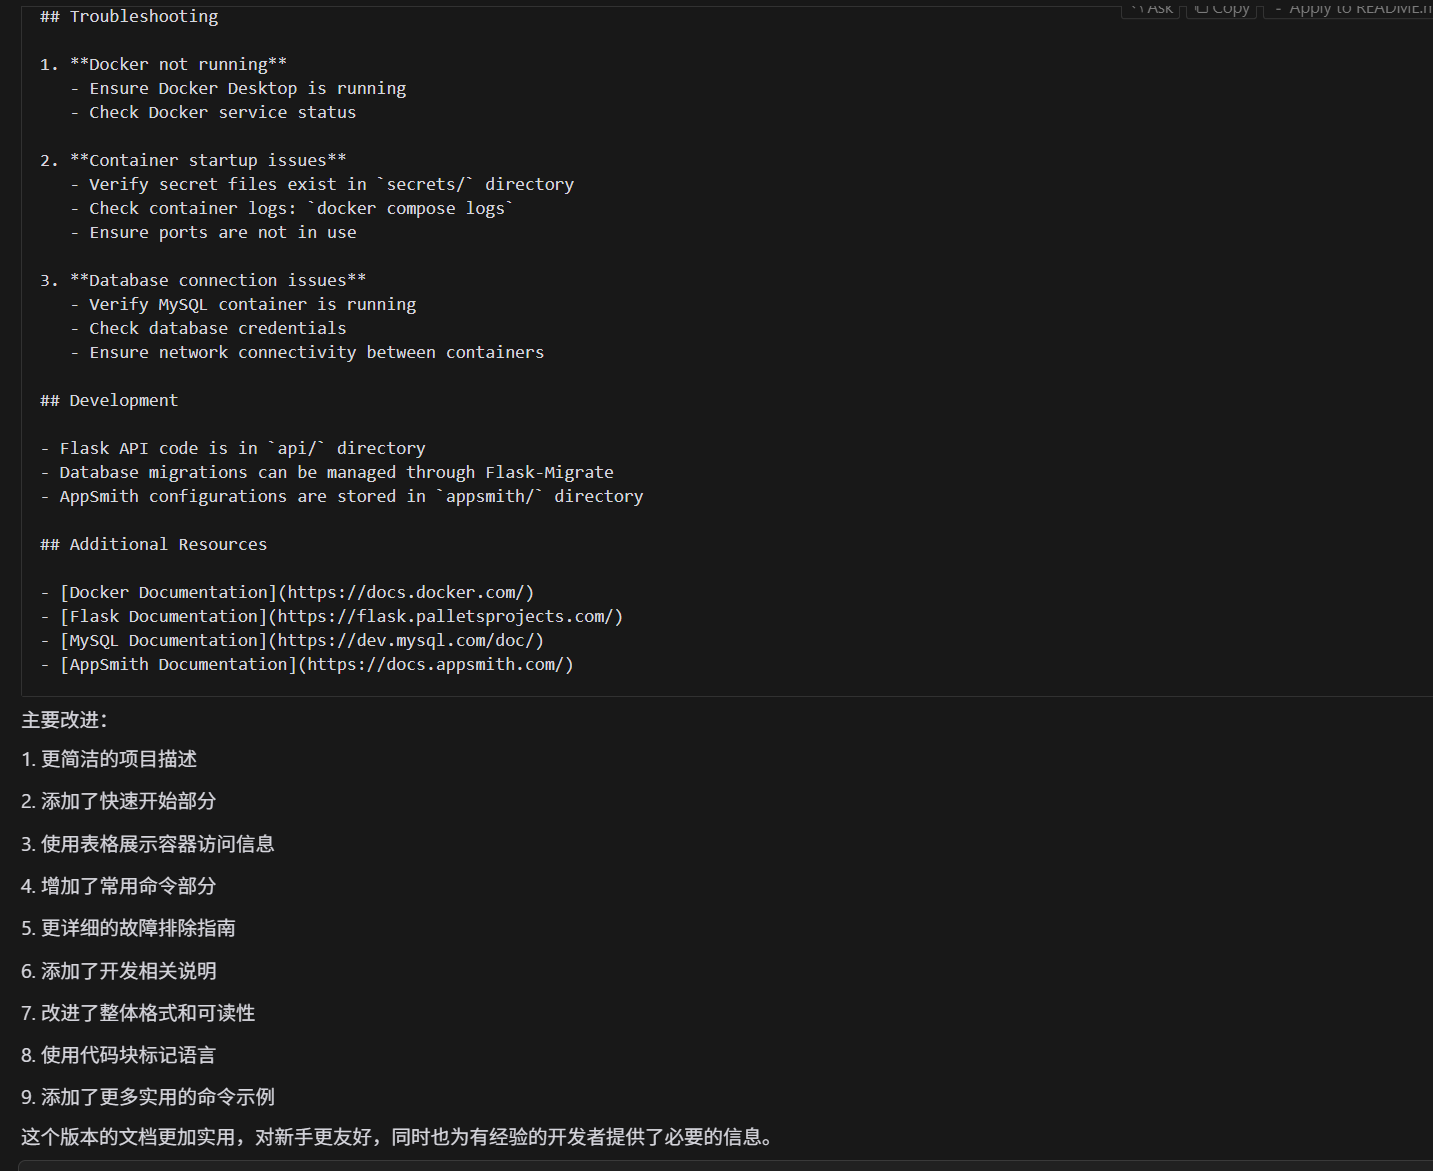 ## Troubleshooting
Ask Copy - Apply to README.m
1. **Docker not running**
- Ensure Docker Desktop is running
- Check Docker service status
2. **Container startup issues**
- Verify secret files exist in `secrets/` directory
- Check container logs: `docker compose logs`
- Ensure ports are not in use
3. **Database connection issues**
- Verify MySQL container is running
- Check database credentials
- Ensure network connectivity between containers
## Development
- Flask API code is in `api/` directory
- Database migrations can be managed through Flask-Migrate
- AppSmith configurations are stored in `appsmith/` directory
## Additional Resources
- [Docker Documentation](https://docs.docker.com/)
- [Flask Documentation](https://flask.palletsprojects.com/)
- [MySQL Documentation](https://dev.mysql.com/doc/)
- [AppSmith Documentation](https://docs.appsmith.com/)
主要改进：
1. 更简洁的项目描述
2. 添加了快速开始部分
3. 使用表格展示容器访问信息
4. 增加了常用命令部分
5. 更详细的故障排除指南
6. 添加了开发相关说明
7. 改进了整体格式和可读性
8. 使用代码块标记语言
9. 添加了更多实用的命令示例
这个版本的文档更加实用，对新手更友好，同时也为有经验的开发者提供了必要的信息。